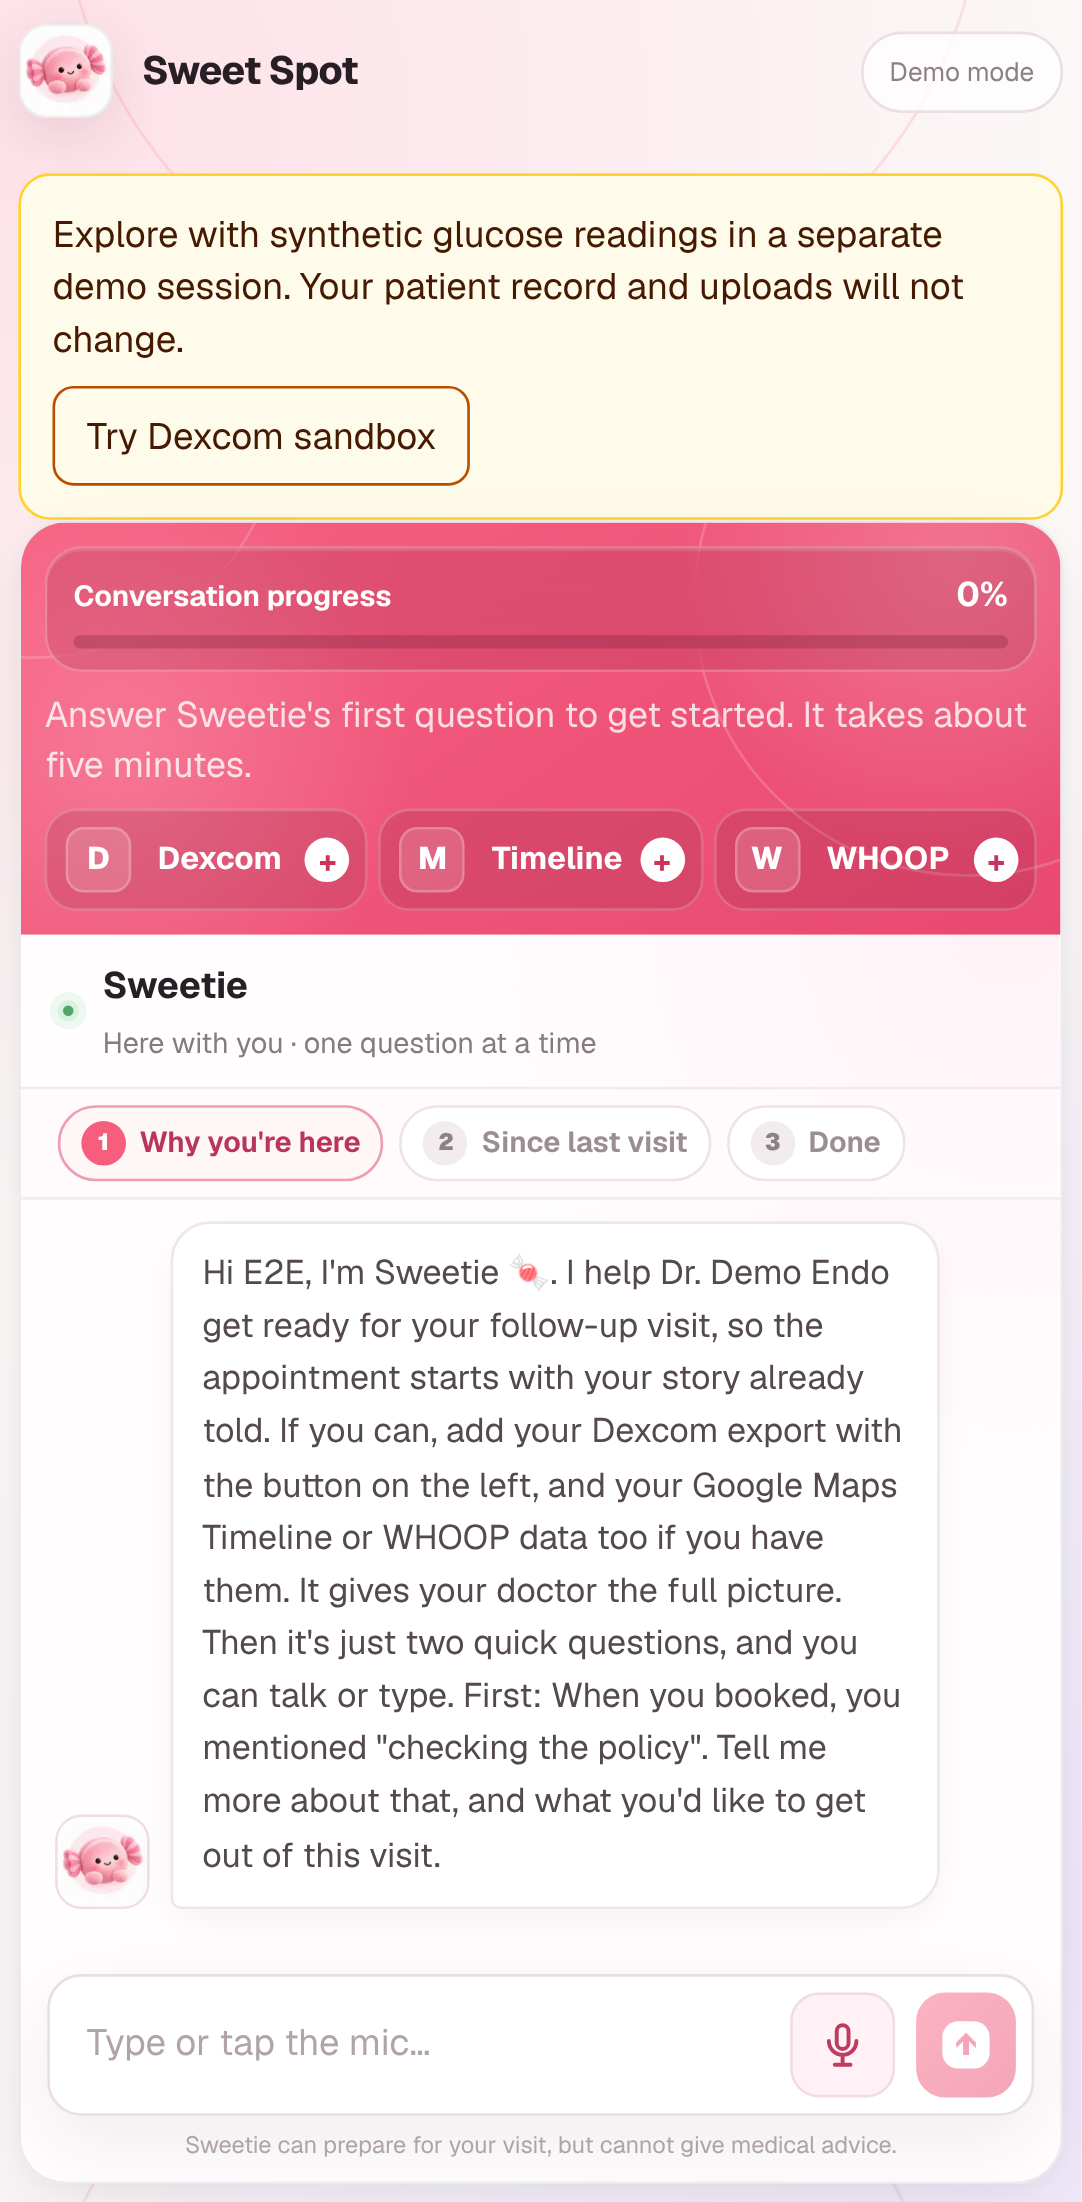 Sweet Spot
Demo mode
Explore with synthetic glucose readings in a separate
demo session. Your patient record and uploads will not
change.
Try Dexcom sandbox
Conversation progress
0%
Answer Sweetie's first question to get started. It takes about
five minutes.
D Dexcom +
M Timeline +
W WHOOP +
Sweetie
Here with you · one question at a time
1 Why you're here
2 Since last visit
3 Done
Hi E2E, I'm Sweetie 🍬. I help Dr. Demo Endo
get ready for your follow-up visit, so the
appointment starts with your story already
told. If you can, add your Dexcom export with
the button on the left, and your Google Maps
Timeline or WHOOP data too if you have
them. It gives your doctor the full picture.
Then it's just two quick questions, and you
can talk or type. First: When you booked, you
mentioned "checking the policy". Tell me
more about that, and what you'd like to get
out of this visit.
Type or tap the mic...
Sweetie can prepare for your visit, but cannot give medical advice.